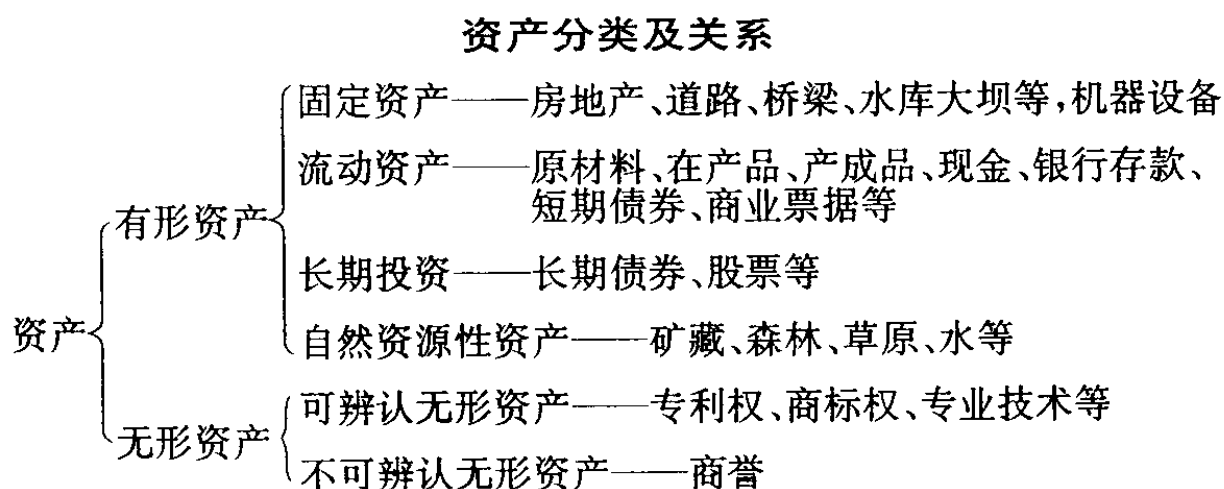 资产分类及关系
固定资产——房地产、道路、桥梁、水库大坝等,机器设备
流动资产——原材料、在产品、产成品、现金、银行存款、
短期债券、商业票据等
有形资产
长期投资——长期债券、股票等
资产
自然资源性资产——矿藏、森林、草原、水等
可辨认无形资产——专利权、商标权、专业技术等
无形资产
不可辨认无形资产——商誉